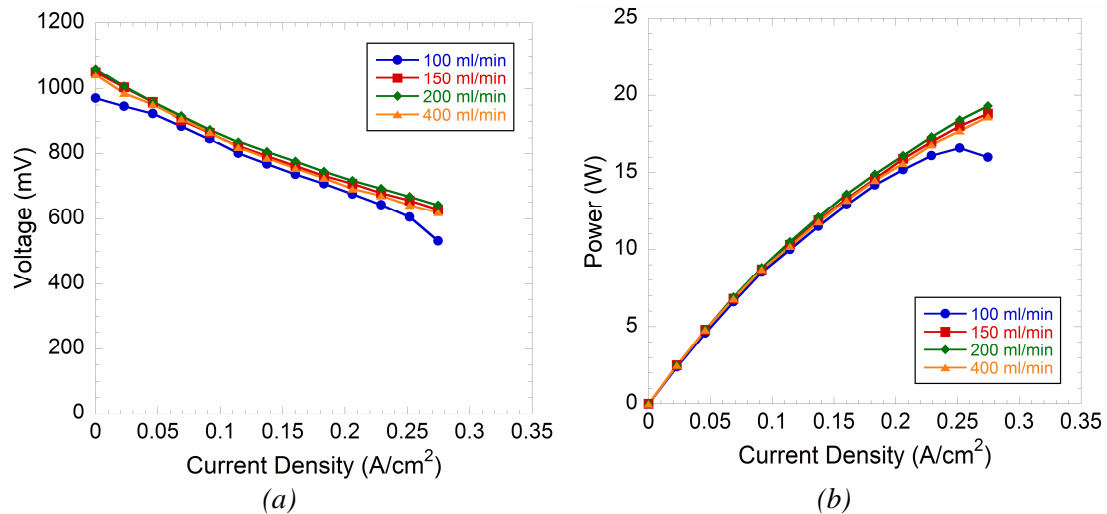 1200
1000
800
600
400
200
0
Voltage (mV)
0 0.05 0.1 0.15 0.2 0.25 0.3 0.35
Current Density (A/cm²)
100 ml/min
150 ml/min
200 ml/min
400 ml/min
(a)
25
20
15
10
5
0
Power (W)
0 0.05 0.1 0.15 0.2 0.25 0.3 0.35
Current Density (A/cm²)
100 ml/min
150 ml/min
200 ml/min
400 ml/min
(b)